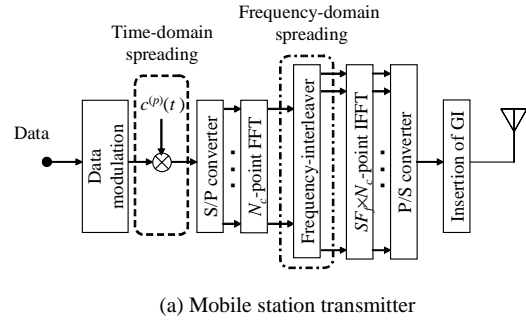 Time-domain
spreading
Frequency-domain
spreading
Data
Data
modulation
c(p)(t)
S/P converter
Nc-point FFT
Frequency-interleaver
SFf×Nc-point IFFT
P/S converter
Insertion of GI
(a) Mobile station transmitter